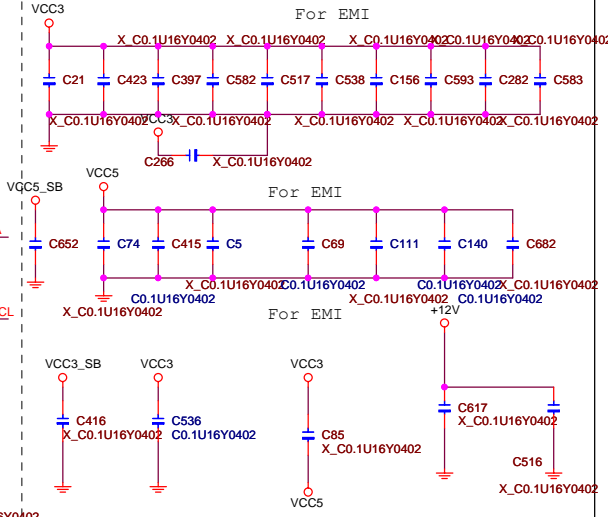 VCC3
For EMI
X_C0.1U16Y0402 X_C0.1U16Y0402 X_C0.1U16Y0402
C21 C423 C397 C582 C517 C538 C156 C593 C282 C583
X_C0.1U16Y0402 X_C0.1U16Y0402 X_C0.1U16Y0402 X_C0.1U16Y0402 X_C0.1U16Y0402
VCC3
C266 X_C0.1U16Y0402
VCC5_SB VCC5
For EMI
C652 C74 C415 C5 C69 C111 C140 C682
X_C0.1U16Y0402 C0.1U16Y0402 C0.1U16Y0402 X_C0.1U16Y0402
C0.1U16Y0402 X_C0.1U16Y0402 C0.1U16Y0402
X_C0.1U16Y0402
CL
For EMI
+12V
VCC3_SB VCC3 VCC3
C617
X_C0.1U16Y0402
C416 C536
X_C0.1U16Y0402 C0.1U16Y0402
C85
X_C0.1U16Y0402
C516
X_C0.1U16Y0402
VCC5